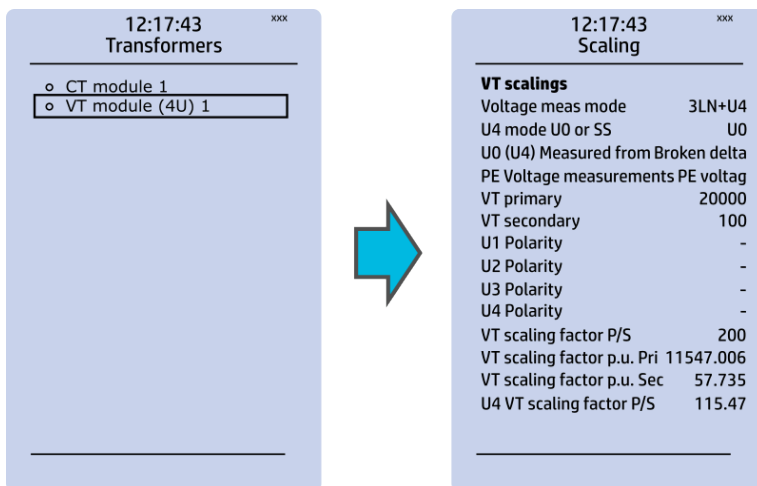 12:17:43 xxx
Transformers
CT module 1
VT module (4U) 1
12:17:43 xxx
Scaling
VT scalings
Voltage meas mode 3LN+U4
U4 mode U0 or SS U0
U0 (U4) Measured from Broken delta
PE Voltage measurements PE voltag
VT primary 20000
VT secondary 100
U1 Polarity -
U2 Polarity -
U3 Polarity -
U4 Polarity -
VT scaling factor P/S 200
VT scaling factor p.u. Pri 11547.006
VT scaling factor p.u. Sec 57.735
U4 VT scaling factor P/S 115.47